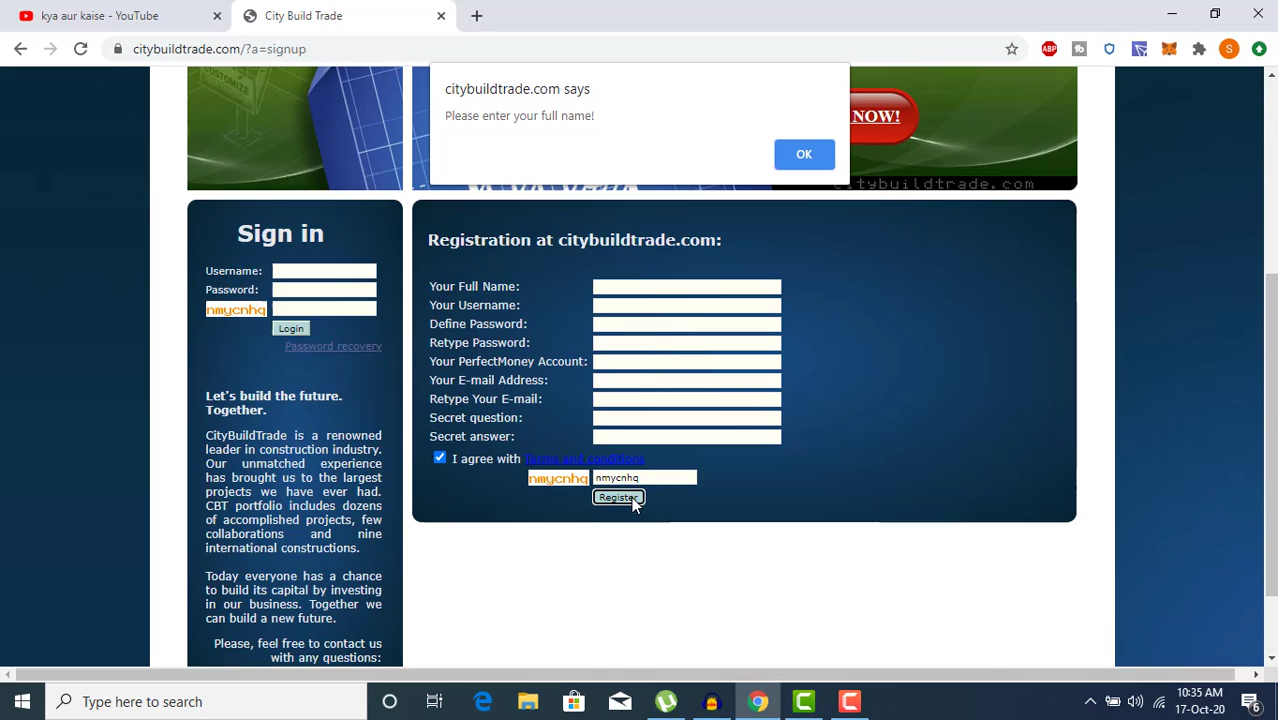 kya aur kaise - YouTube
City Build Trade
citybuildtrade.com/?a=signup
ABP
S
CUSTOMIZE
citybuildtrade.com says
Please enter your full name!
OK
NOW!
citybuildtrade.com
Sign in
Username:
Password:
nmycnhq
Login
Password recovery
Let's build the future.
Together.
CityBuildTrade is a renowned
leader in construction industry.
Our unmatched experience
has brought us to the largest
projects we have ever had.
CBT portfolio includes dozens
of accomplished projects, few
collaborations and nine
international constructions.
Today everyone has a chance
to build its capital by investing
in our business. Together we
can build a new future.
Please, feel free to contact us
with any questions:
Registration at citybuildtrade.com:
Your Full Name:
Your Username:
Define Password:
Retype Password:
Your PerfectMoney Account:
Your E-mail Address:
Retype Your E-mail:
Secret question:
Secret answer:
I agree with Terms and conditions
nmycnhq nmycnhq
Register
Type here to search
10:35 AM
17-Oct-20
6